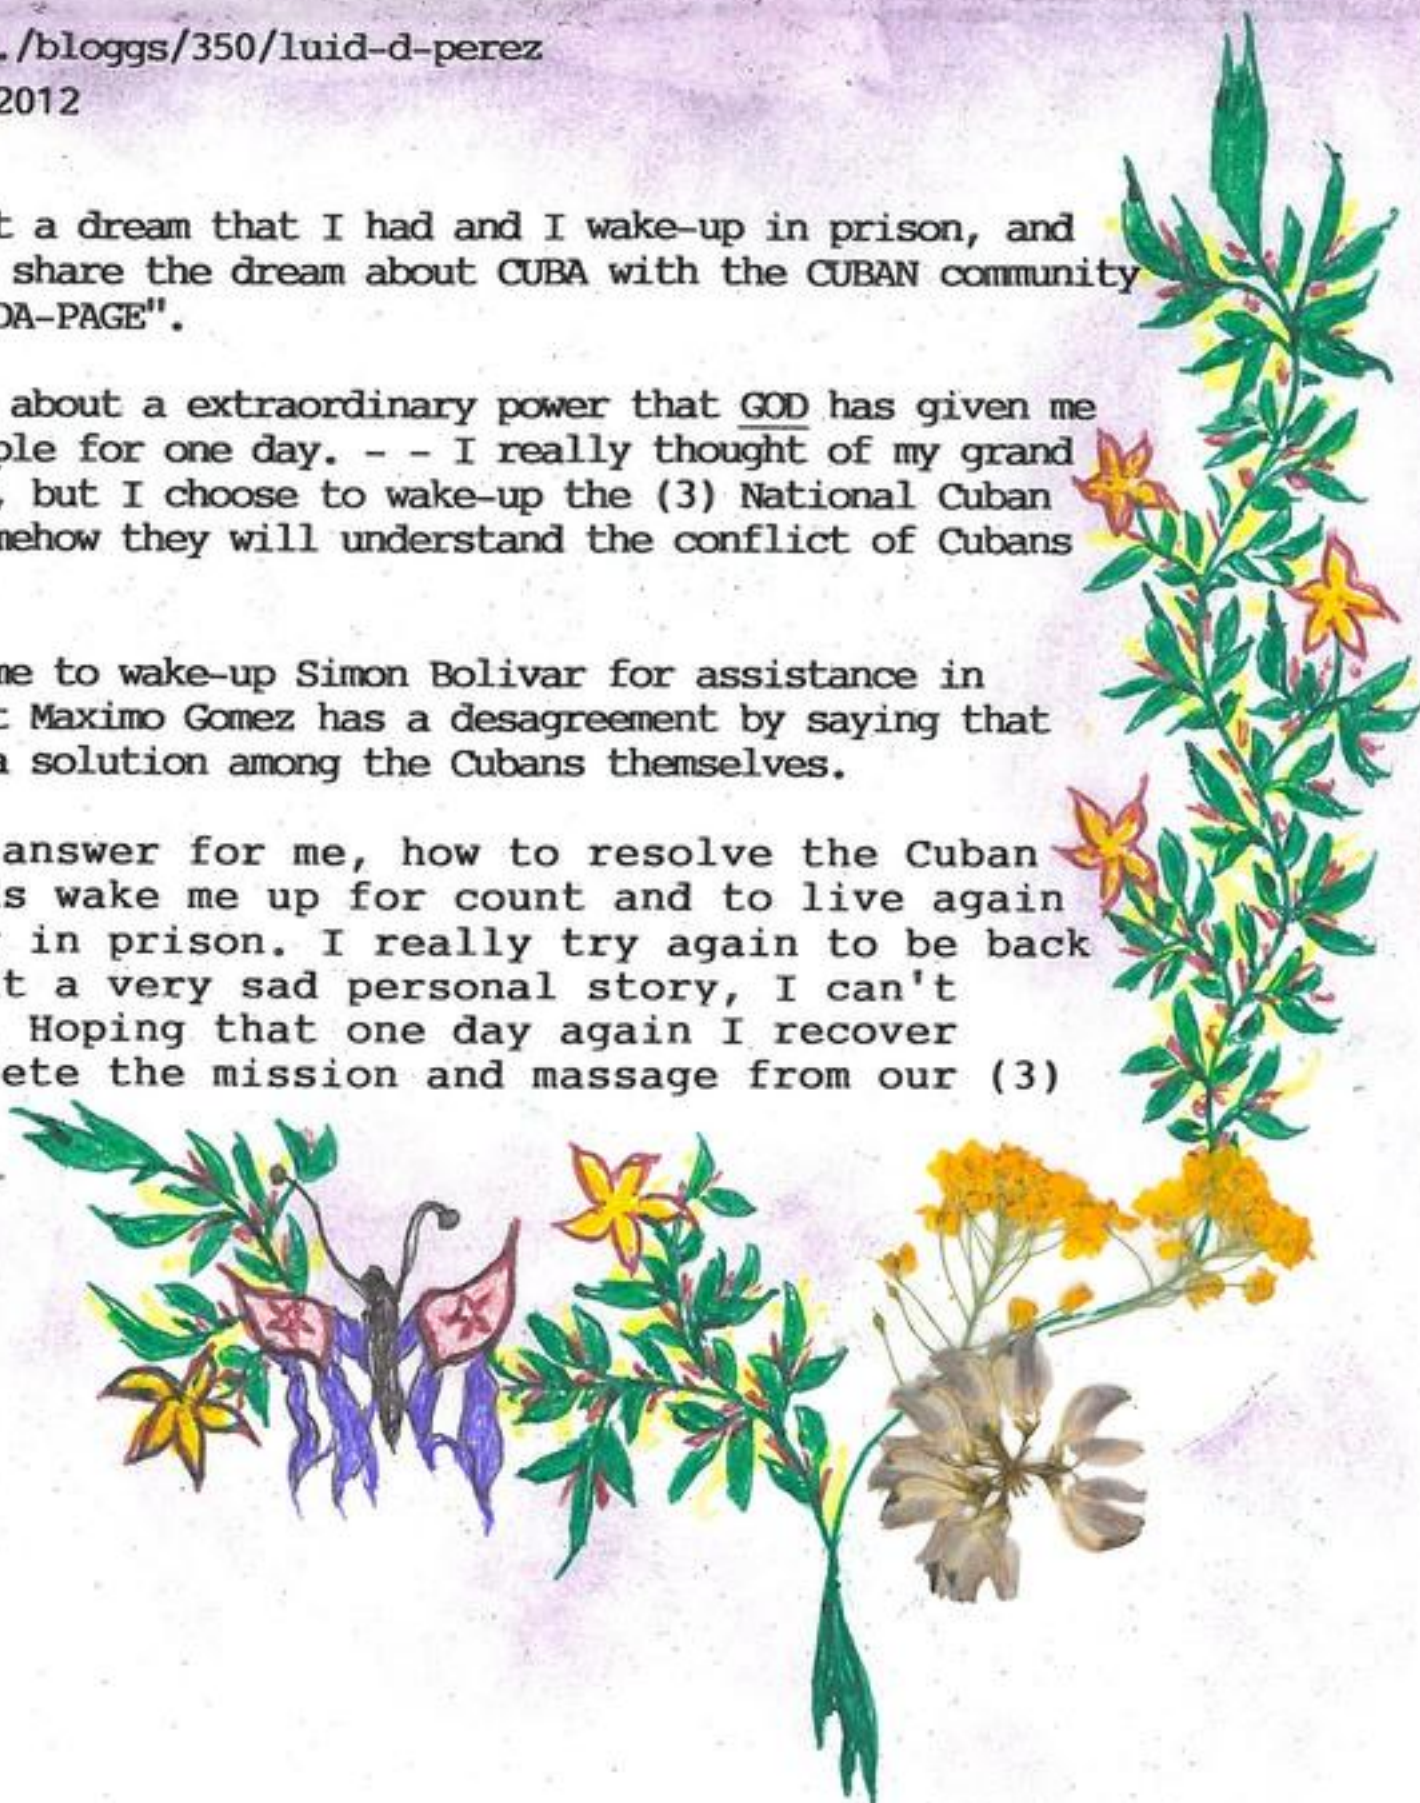 ./bloggs/350/luid-d-perez
2012
t a dream that I had and I wake-up in prison, and
share the dream about CUBA with the CUBAN community
DA-PAGE".
about a extraordinary power that GOD has given me
ple for one day. - - I really thought of my grand
, but I choose to wake-up the (3) National Cuban
mehow they will understand the conflict of Cubans
me to wake-up Simon Bolivar for assistance in
t Maximo Gomez has a desagreement by saying that
a solution among the Cubans themselves.
answer for me, how to resolve the Cuban
s wake me up for count and to live again
in prison. I really try again to be back
t a very sad personal story, I can't
Hoping that one day again I recover
ete the mission and massage from our (3)